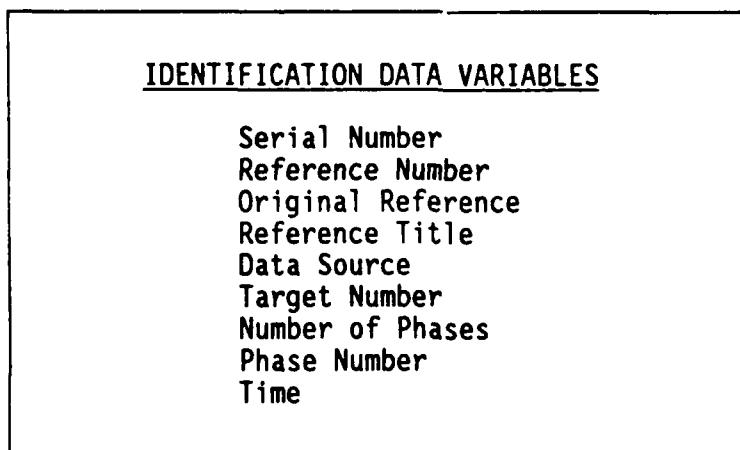 IDENTIFICATION DATA VARIABLES
Serial Number
Reference Number
Original Reference
Reference Title
Data Source
Target Number
Number of Phases
Phase Number
Time